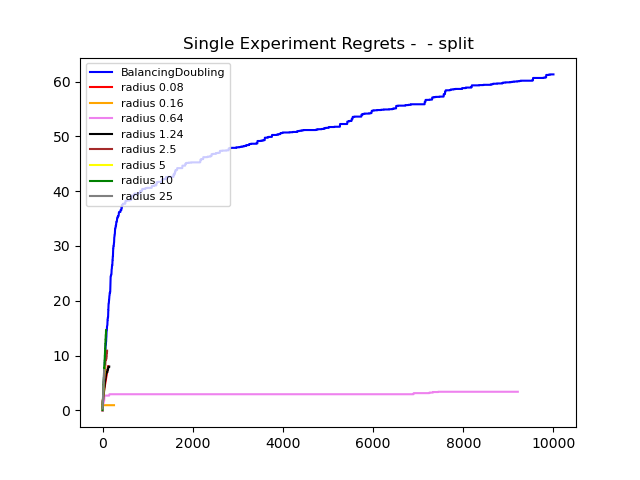 Single Experiment Regrets -  - split
BalancingDoubling
radius 0.08
radius 0.16
radius 0.64
radius 1.24
radius 2.5
radius 5
radius 10
radius 25
60
50
40
30
20
10
0
0 2000 4000 6000 8000 10000